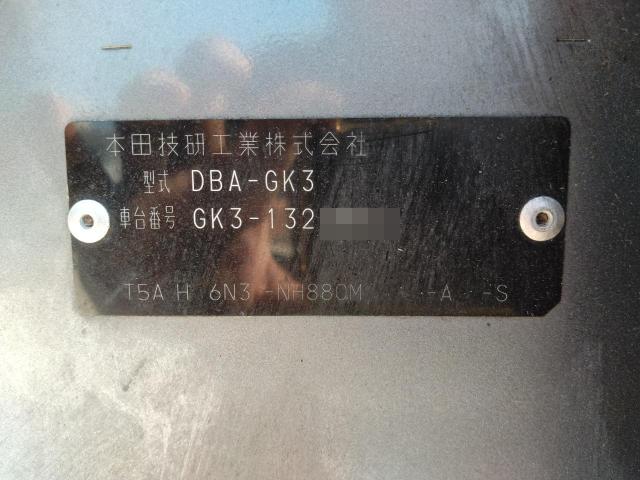 本田技研工業株式会社
型式 DBA-GK3
車台番号 GK3-132
T5A H 6N3 -NH880M -A -S